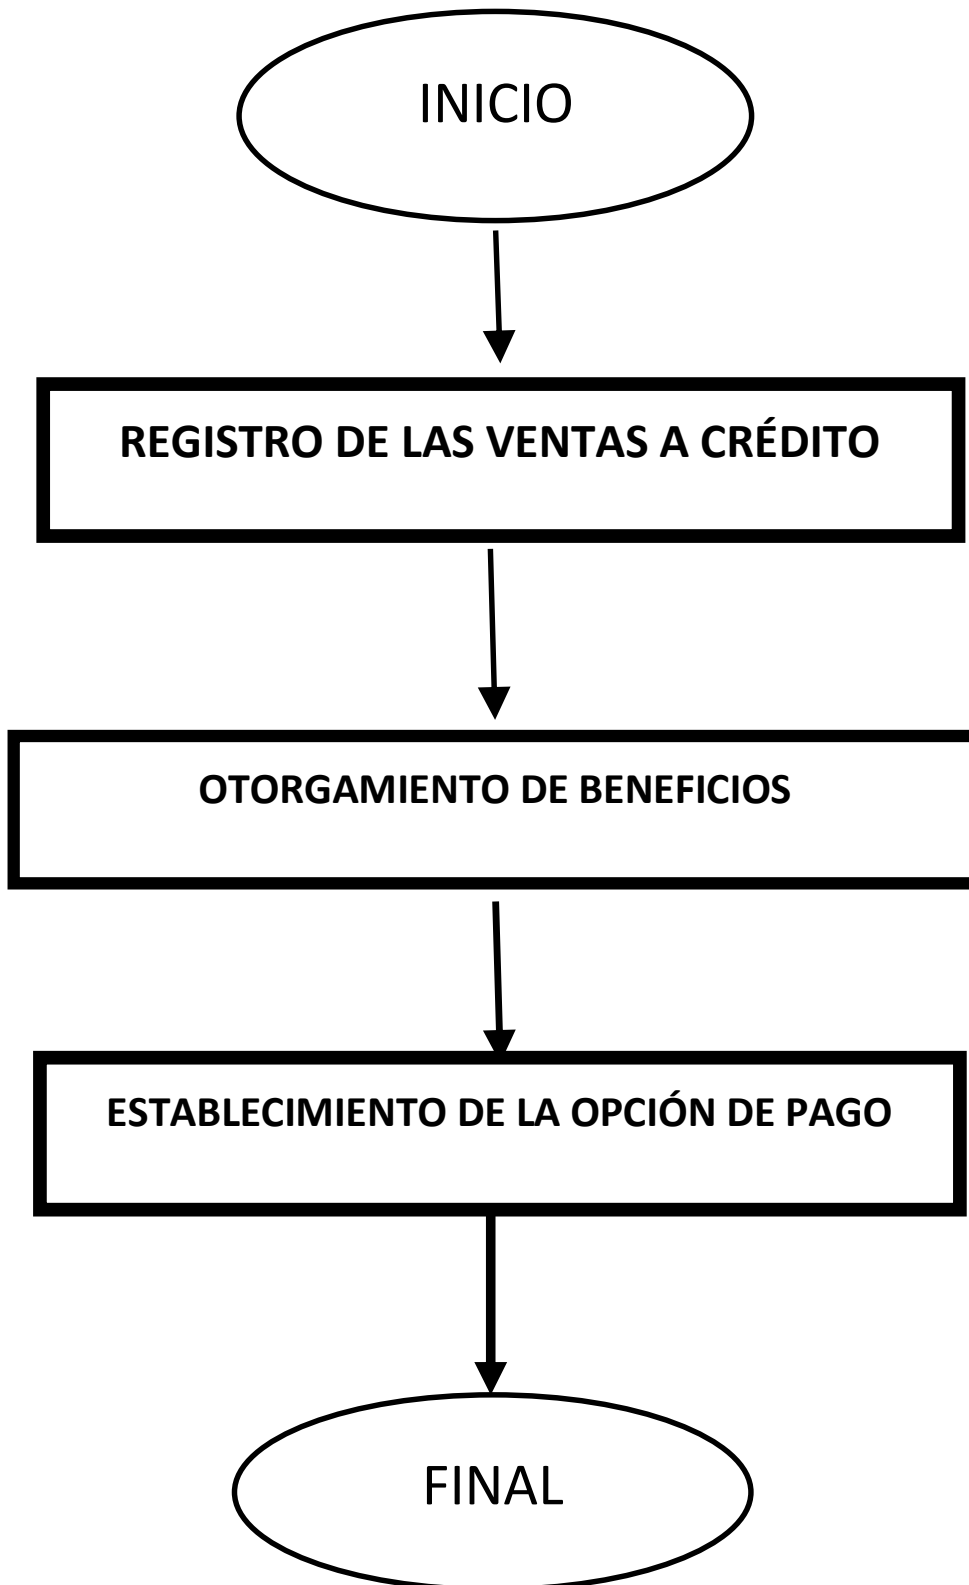 INICIO
REGISTRO DE LAS VENTAS A CRÉDITO
OTORGAMIENTO DE BENEFICIOS
ESTABLECIMIENTO DE LA OPCIÓN DE PAGO
FINAL